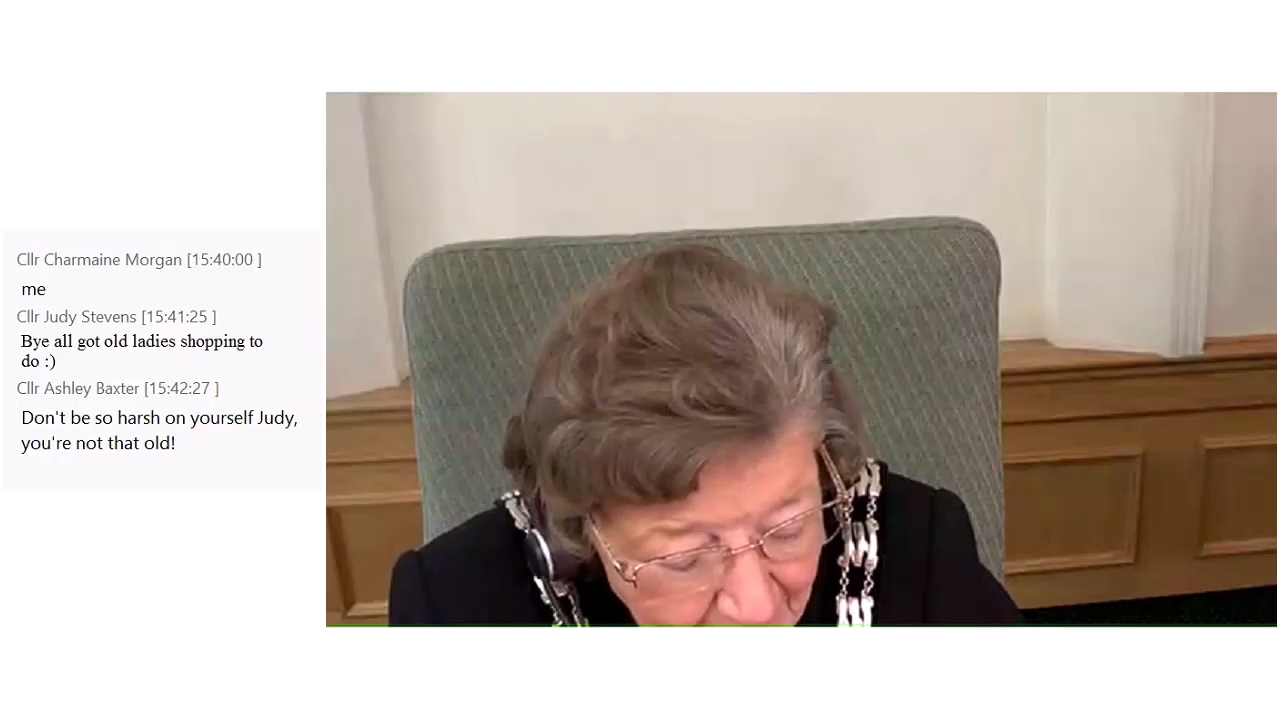 Cllr Charmaine Morgan [15:40:00 ]
me
Cllr Judy Stevens [15:41:25 ]
Bye all got old ladies shopping to
do :)
Cllr Ashley Baxter [15:42:27 ]
Don't be so harsh on yourself Judy,
you're not that old!